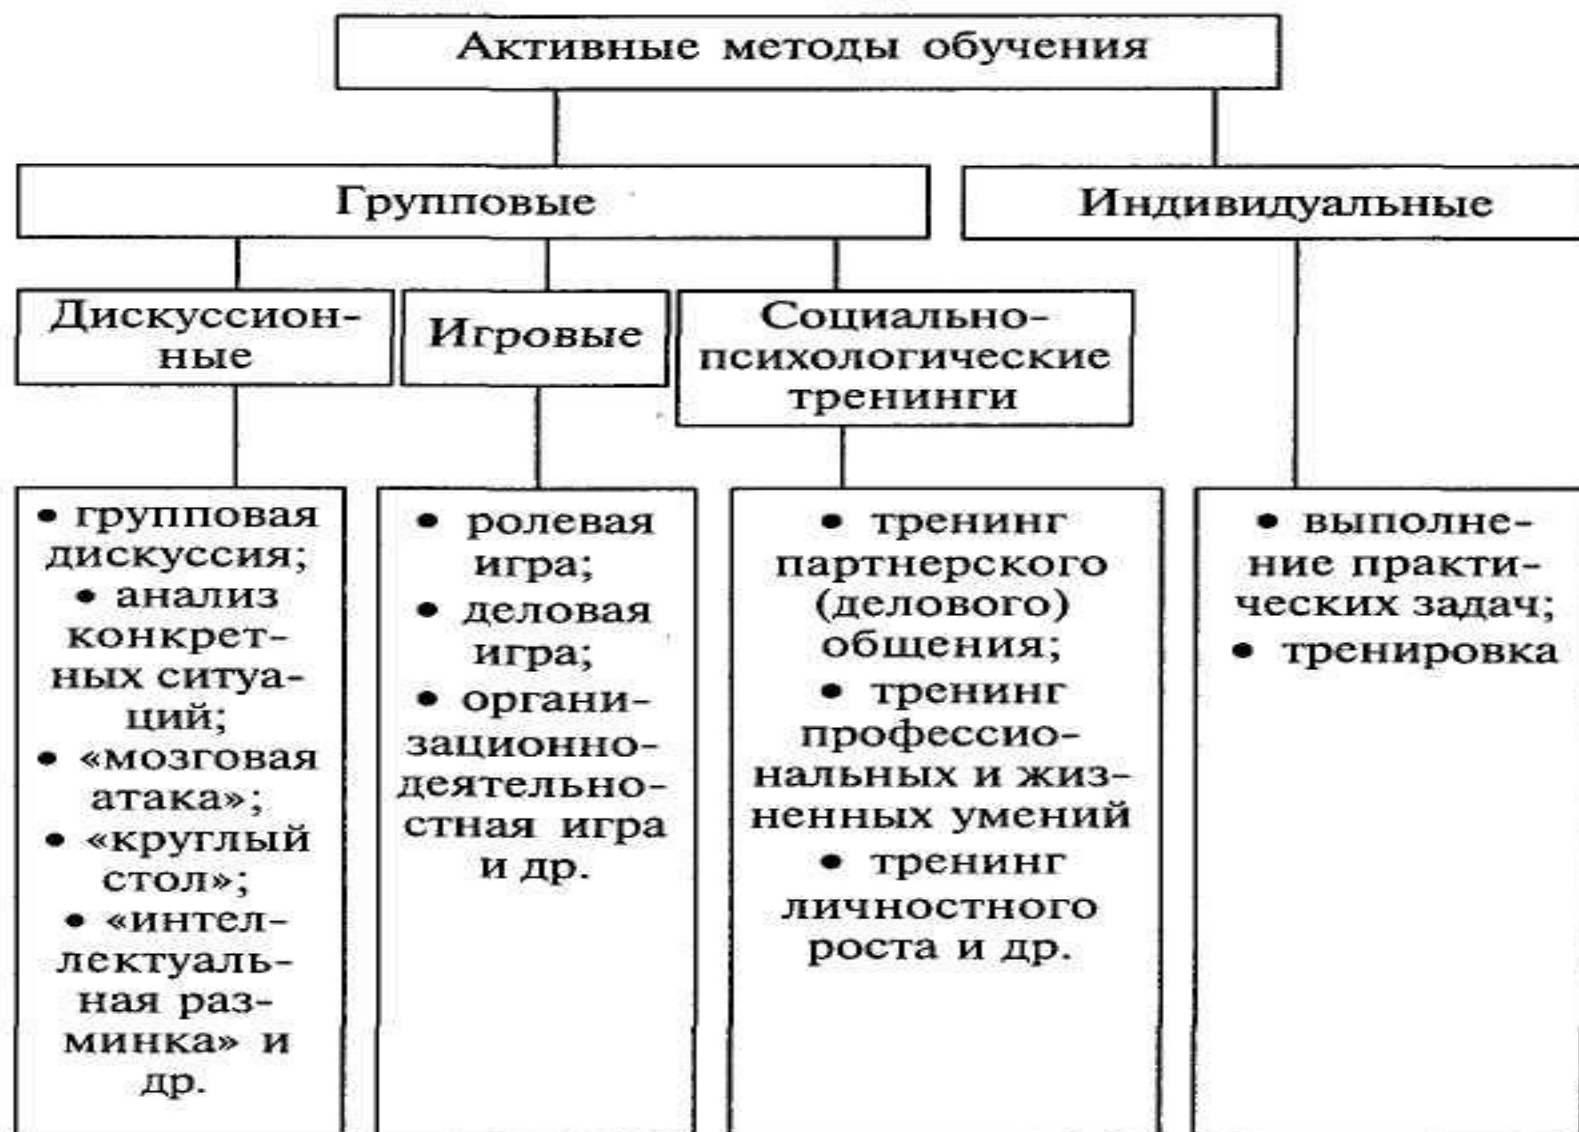 Активные методы обучения
Групповые
Индивидуальные
Дискуссион-
ные
Игровые
Социально-
психологические
тренинги
• групповая
дискуссия;
• анализ
конкрет-
ных ситуа-
ций;
• «мозговая
атака»;
• «круглый
стол»;
• «интел-
лектуаль-
ная раз-
минка» и
др.
• ролевая
игра;
• деловая
игра;
• органи-
зационно-
деятельно-
стная игра
и др.
• тренинг
партнерского
(делового)
общения;
• тренинг
профессио-
нальных и жиз-
ненных умений
• тренинг
личностного
роста и др.
• выполне-
ние практи-
ческих задач;
• тренировка